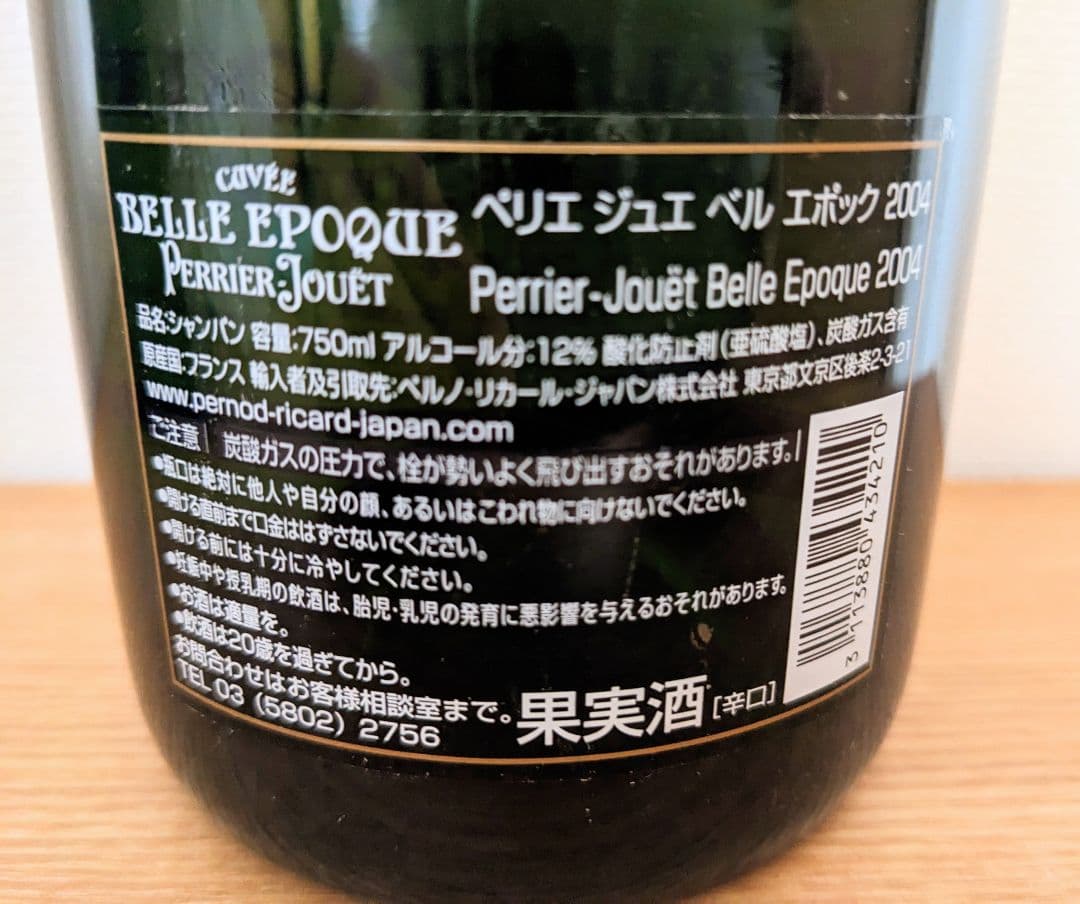 CUVÉE
BELLE EPOQUE
PERRIER-JOUËT
ペリエ ジュエ ベル エポック 2004
Perrier-Jouët Belle Epoque 2004
品名:シャンパン 容量:750ml アルコール分:12% 酸化防止剤(亜硫酸塩)、炭酸ガス含有
原産国:フランス 輸入者及引取先:ペルノ・リカール・ジャパン株式会社 東京都文京区後楽2-3-21
www.pernod-ricard-japan.com
ご注意 炭酸ガスの圧力で、栓が勢いよく飛び出すおそれがあります。
●瓶口は絶対に他人や自分の顔、あるいはこわれ物に向けないでください。
●開ける直前まで口金ははずさないでください。
●開ける前には十分に冷やしてください。
●妊娠中や授乳期の飲酒は、胎児・乳児の発育に悪影響を与えるおそれがあります。
●お酒は適量を。
●飲酒は20歳を過ぎてから。
お問合わせはお客様相談室まで。
TEL 03 (5802) 2756
果実酒 [辛口]
3 113880 434210